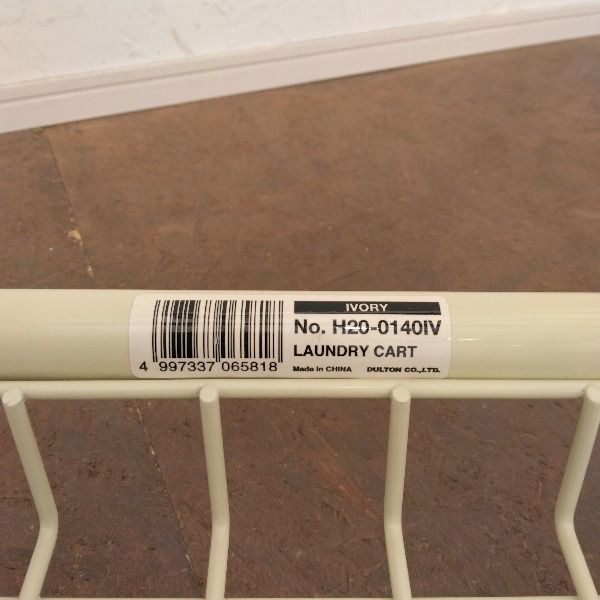 IVORY
No. H20-0140IV
LAUNDRY CART
Made in CHINA DULTON CO.,LTD.
4 997337 065818